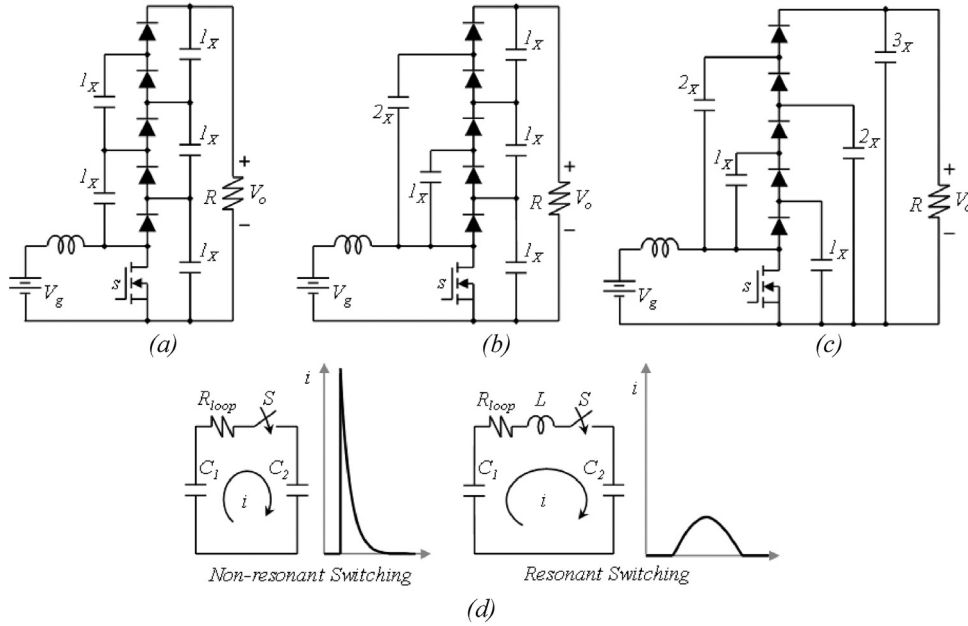 1X
1X
1X
1X
1X
R
+
Vo
−
Vg
s
(a)
1X
2X
1X
1X
1X
R
+
Vo
−
Vg
s
(b)
3X
2X
2X
1X
1X
R
+
Vo
−
Vg
s
(c)
Rloop
S
C1
C2
i
i
Non-resonant Switching
Rloop
L
S
C1
C2
i
i
Resonant Switching
(d)